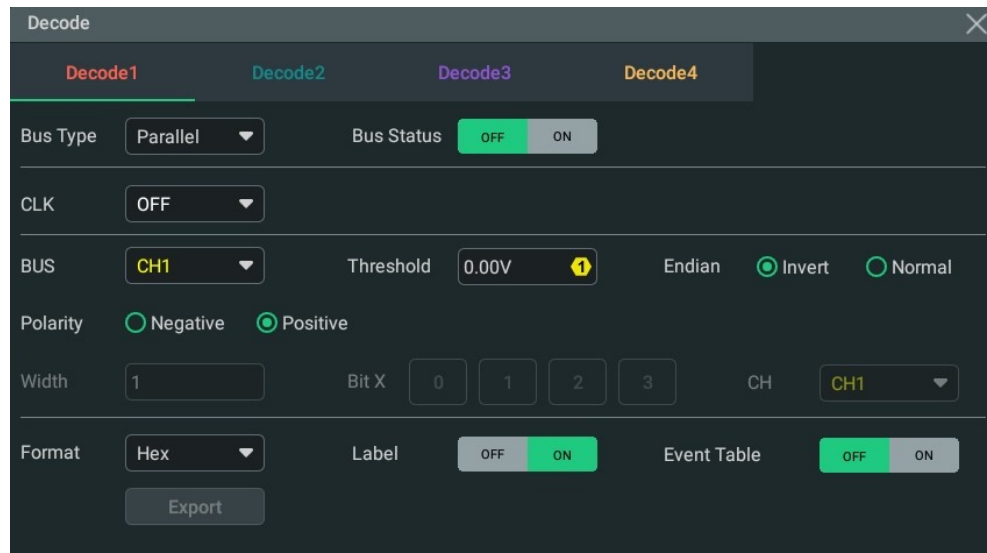 Decode
Decode1 Decode2 Decode3 Decode4
Bus Type Parallel Bus Status OFF ON
CLK OFF
BUS CH1 Threshold 0.00V 1 Endian Invert Normal
Polarity Negative Positive
Width 1 Bit X 0 1 2 3 CH CH1
Format Hex Label OFF ON Event Table OFF ON
Export